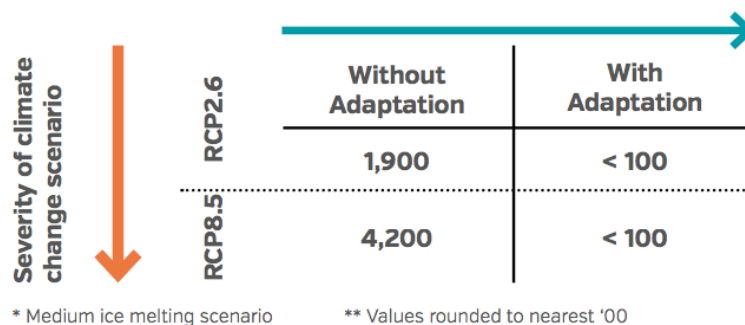 Without Adaptation
With Adaptation
Severity of climate
change scenario
RCP2.6
1,900
< 100
RCP8.5
4,200
< 100
* Medium ice melting scenario
** Values rounded to nearest ‘00